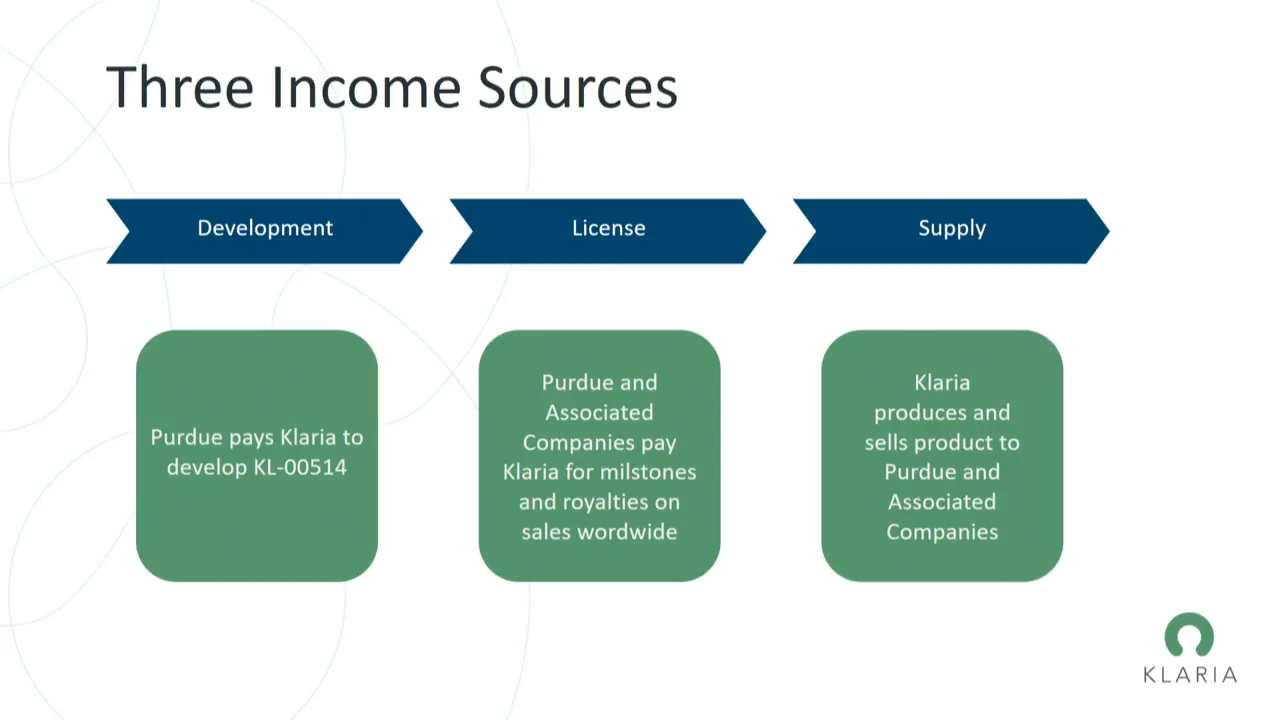 Three Income Sources
Development
License
Supply
Purdue pays Klaria to
develop KL-00514
Purdue and
Associated
Companies pay
Klaria for milstones
and royalties on
sales wordwide
Klaria
produces and
sells product to
Purdue and
Associated
Companies
KLARIA